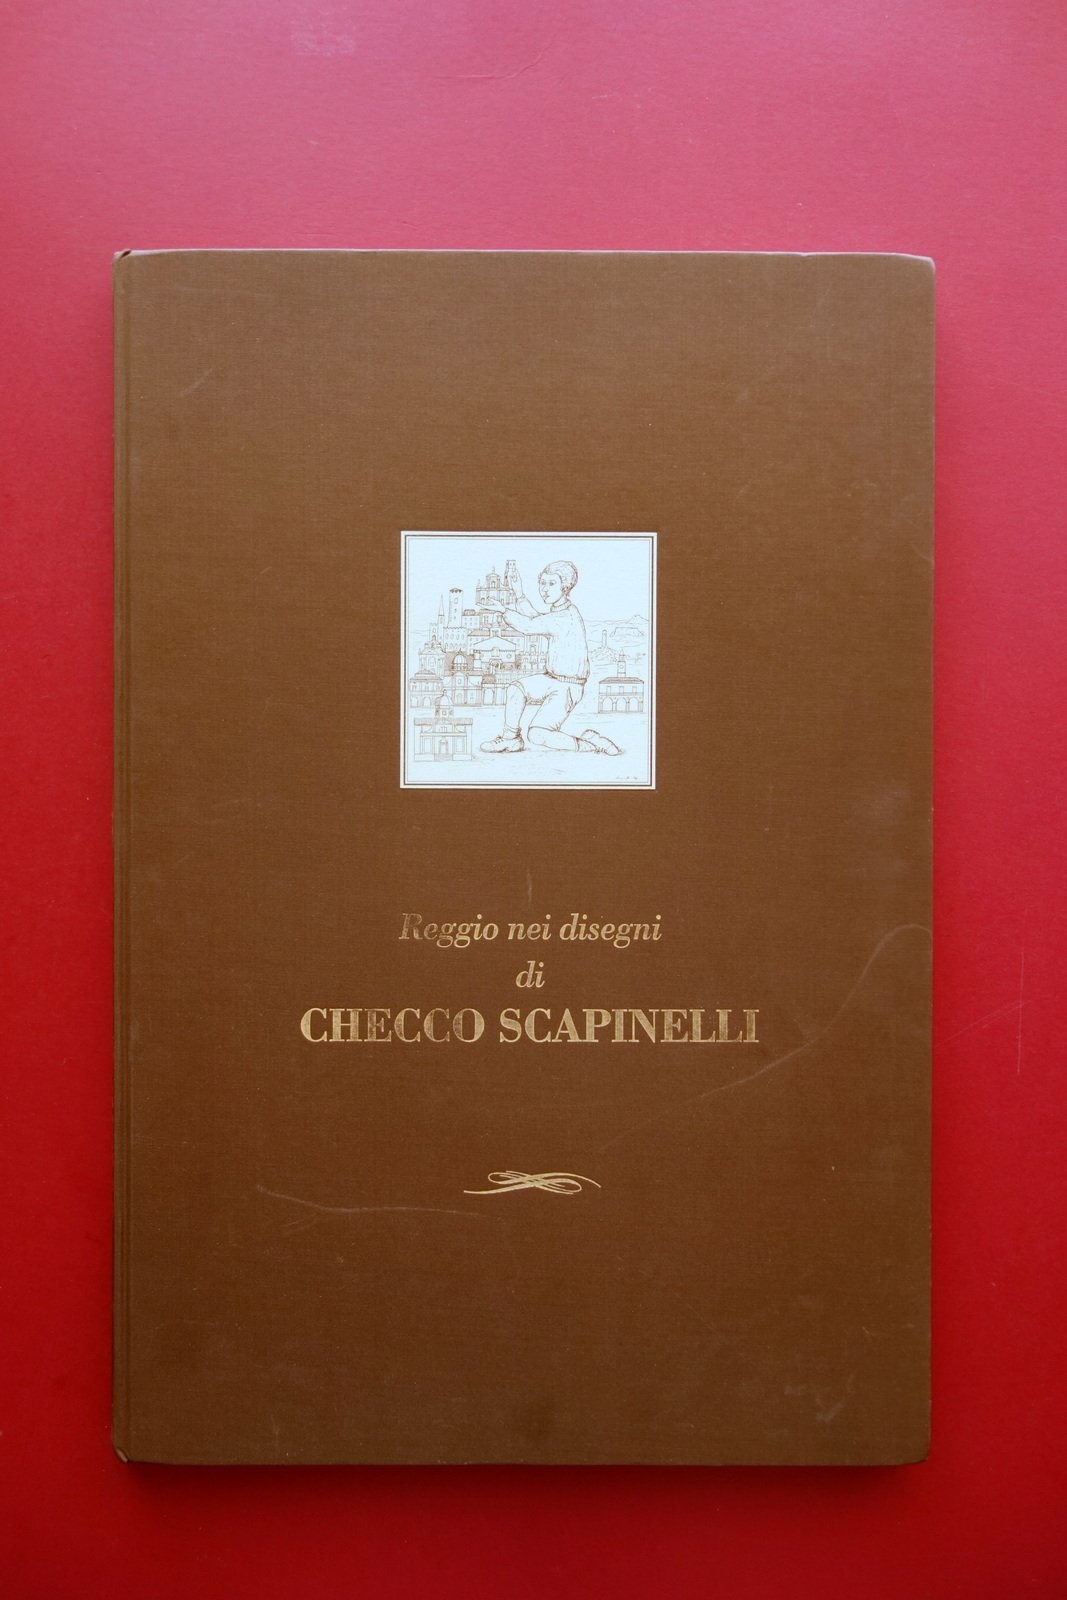 Reggio nei disegni
di
CHECCO SCAPINELLI